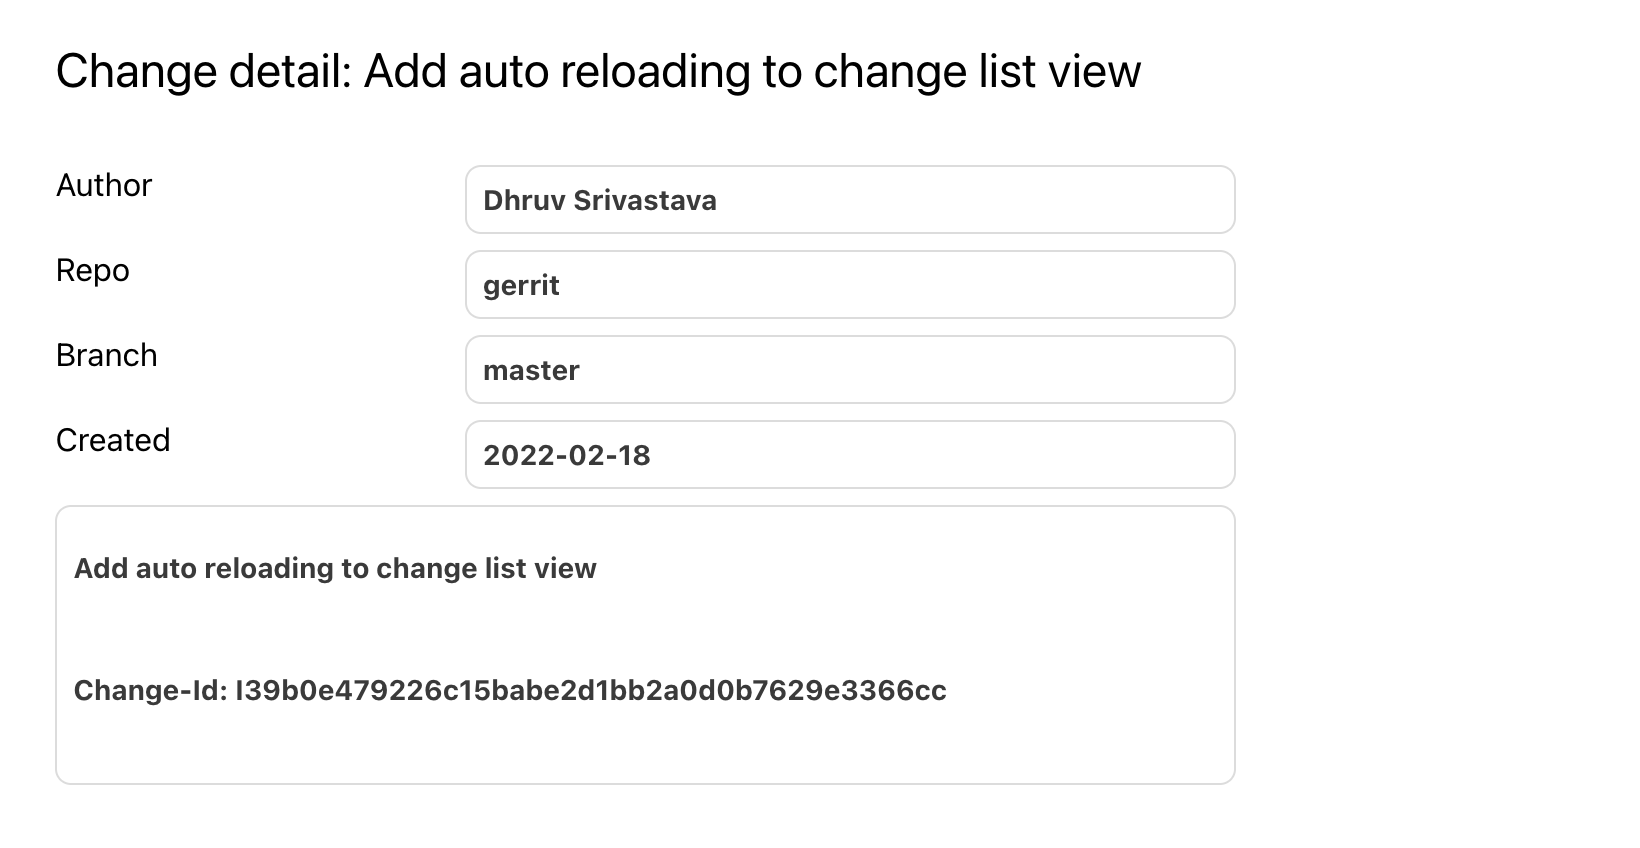 Change detail: Add auto reloading to change list view
Author
Dhruv Srivastava
Repo
gerrit
Branch
master
Created
2022-02-18
Add auto reloading to change list view
Change-Id: I39b0e479226c15babe2d1bb2a0d0b7629e3366cc